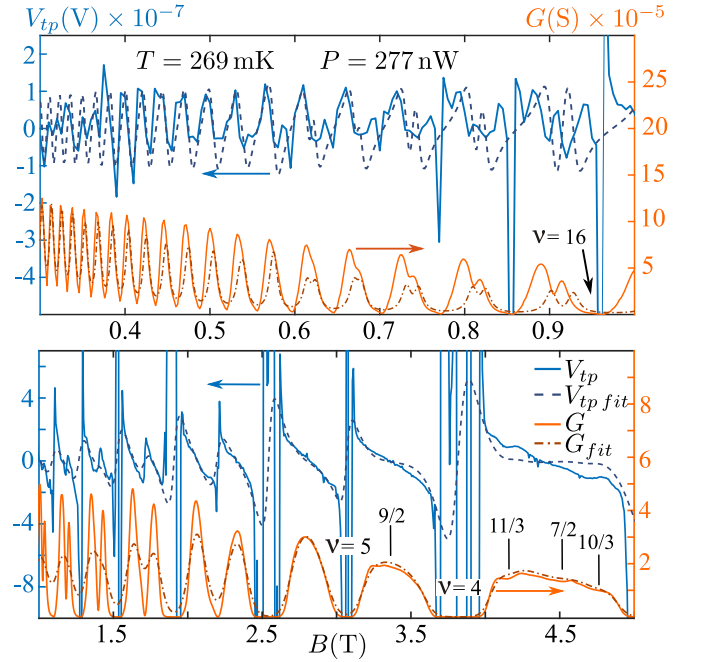 V_tp(V) × 10^-7
G(S) × 10^-5
T = 269 mK P = 277 nW
2
1
0
-1
-2
-3
-4
25
20
15
10
5
ν = 16
0.4 0.5 0.6 0.7 0.8 0.9
4
0
-4
-8
8
6
4
2
V_tp
V_tp fit
G
G_fit
9/2
ν = 5
11/3
7/2
10/3
ν = 4
1.5 2.5 3.5 4.5
B(T)